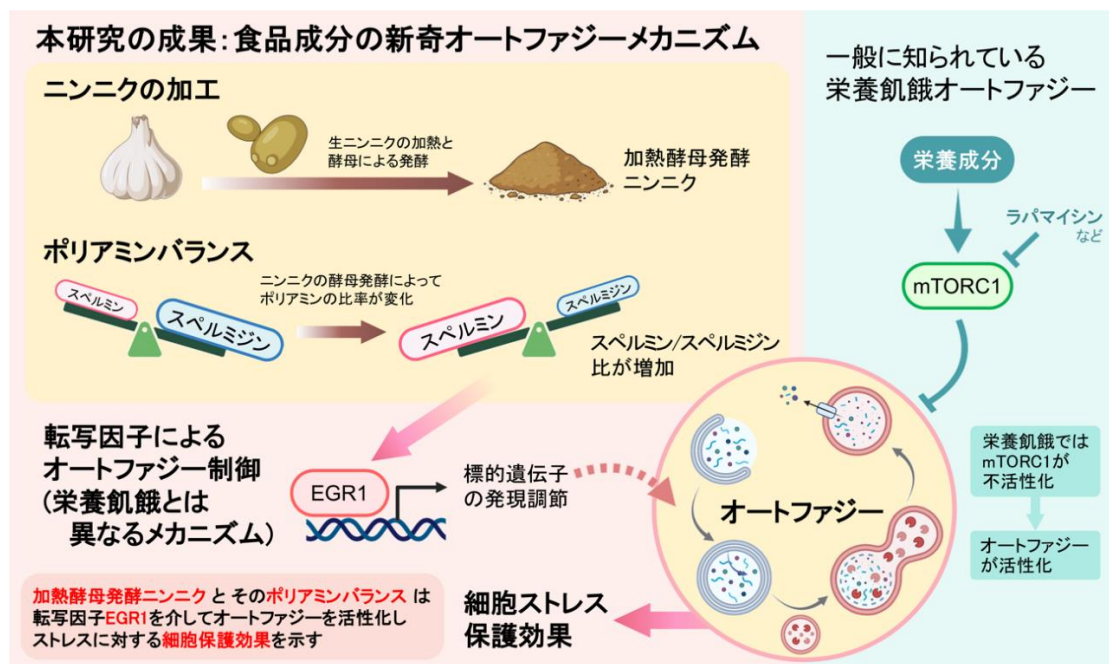 本研究の成果：食品成分の新奇オートファジーメカニズム
ニンニクの加工
生ニンニクの加熱と
酵母による発酵
加熱酵母発酵
ニンニク
ポリアミンバランス
スペルミン
スペルミジン
ニンニクの酵母発酵によって
ポリアミンの比率が変化
スペルミン
スペルミジン
スペルミン/スペルミジン
比が増加
転写因子による
オートファジー制御
(栄養飢餓とは
異なるメカニズム)
EGR1
標的遺伝子
の発現調節
オートファジー
細胞ストレス
保護効果
加熱酵母発酵ニンニク と そのポリアミンバランス は
転写因子EGR1を介してオートファジーを活性化し
ストレスに対する細胞保護効果を示す
一般に知られている
栄養飢餓オートファジー
栄養成分
ラパマイシン
など
mTORC1
栄養飢餓では
mTORC1が
不活性化
オートファジー
が活性化